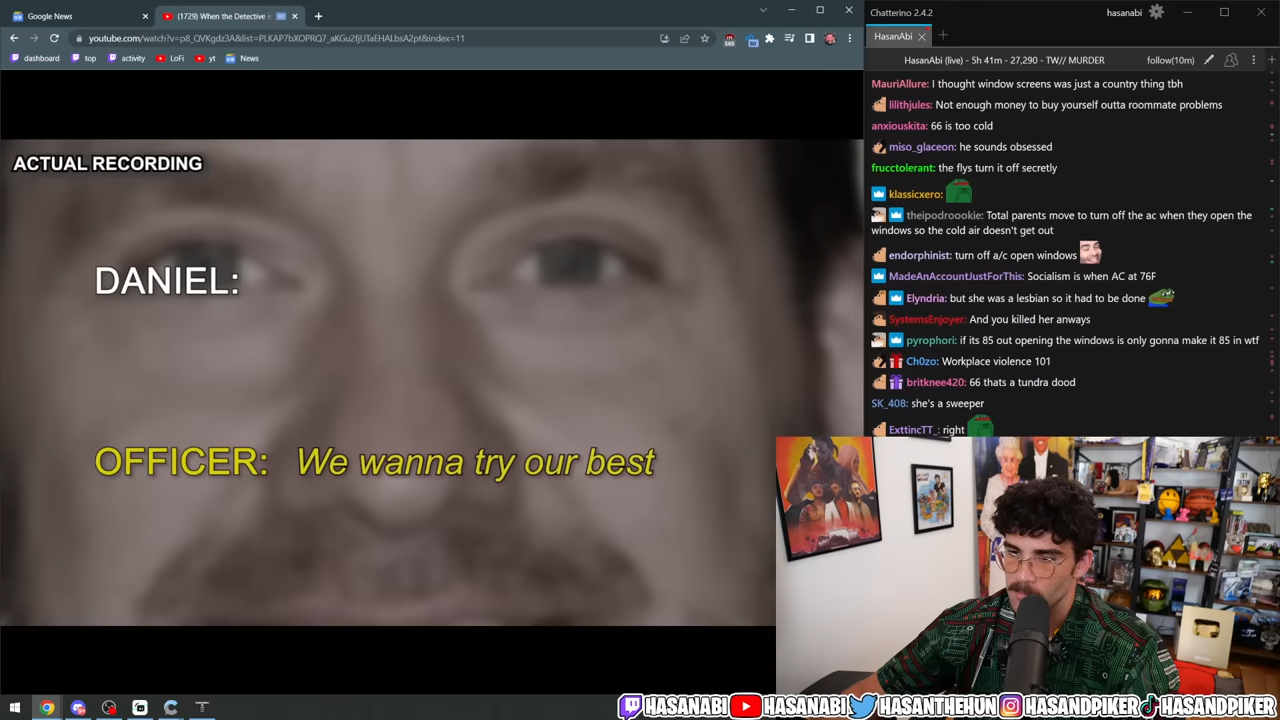 Google News
(1729) When the Detective i
youtube.com/watch?v=p8_QVKgdz3A&list=PLKAP7bXOPRQ7_aKGu2fjUTaEHALbsA2pt&index=11
dashboard
top
activity
LoFi
yt
News
ACTUAL RECORDING
DANIEL:
OFFICER: We wanna try our best
Chatterino 2.4.2
hasanabi
HasanAbi
HasanAbi (live) - 5h 41m - 27,290 - TW// MURDER
follow(10m)
MauriAllure: I thought window screens was just a country thing tbh
lilithjules: Not enough money to buy yourself outta roommate problems
anxiouskita: 66 is too cold
miso_glaceon: he sounds obsessed
frucctolerant: the flys turn it off secretly
klassicxero:
theipodroookie: Total parents move to turn off the ac when they open the
windows so the cold air doesn't get out
endorphinist: turn off a/c open windows
MadeAnAccountJustForThis: Socialism is when AC at 76F
Elyndria: but she was a lesbian so it had to be done
SystemsEnjoyer: And you killed her anways
pyrophori: if its 85 out opening the windows is only gonna make it 85 in wtf
Ch0zo: Workplace violence 101
britknee420: 66 thats a tundra dood
SK_408: she's a sweeper
ExttincTT_: right
HASANABI
HASANABI
HASANTHEHUN
HASANDPIKER
HASANDPIKER